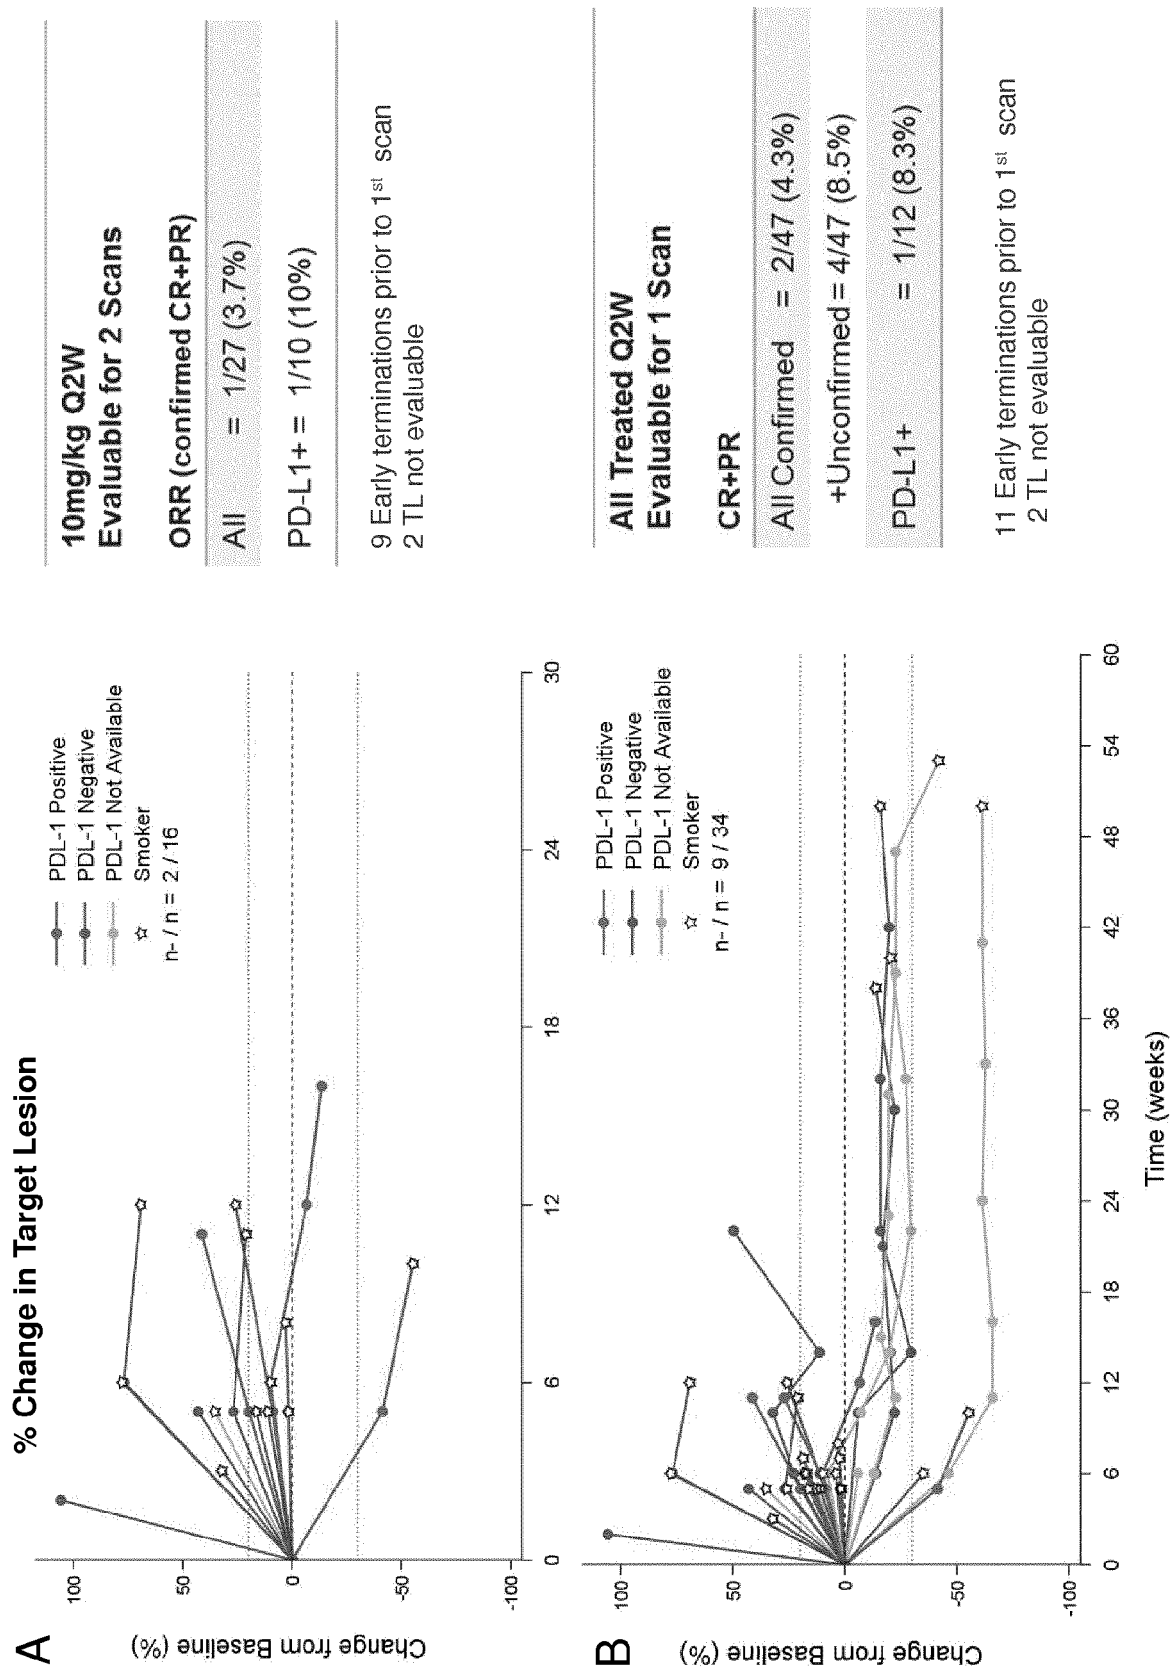 A
% Change in Target Lesion
Change from Baseline (%)
100
50
0
-50
-100
0
6
12
18
24
30
PDL-1 Positive
PDL-1 Negative
PDL-1 Not Available
Smoker
n- / n = 2 / 16
10mg/kg Q2W
Evaluable for 2 Scans
ORR (confirmed CR+PR)
All = 1/27 (3.7%)
PD-L1+ = 1/10 (10%)
9 Early terminations prior to 1st scan
2 TL not evaluable
B
Change from Baseline (%)
100
50
0
-50
-100
0
6
12
18
24
30
36
42
48
54
60
Time (weeks)
PDL-1 Positive
PDL-1 Negative
PDL-1 Not Available
Smoker
n- / n = 9 / 34
All Treated Q2W
Evaluable for 1 Scan
CR+PR
All Confirmed = 2/47 (4.3%)
+Unconfirmed = 4/47 (8.5%)
PD-L1+ = 1/12 (8.3%)
11 Early terminations prior to 1st scan
2 TL not evaluable